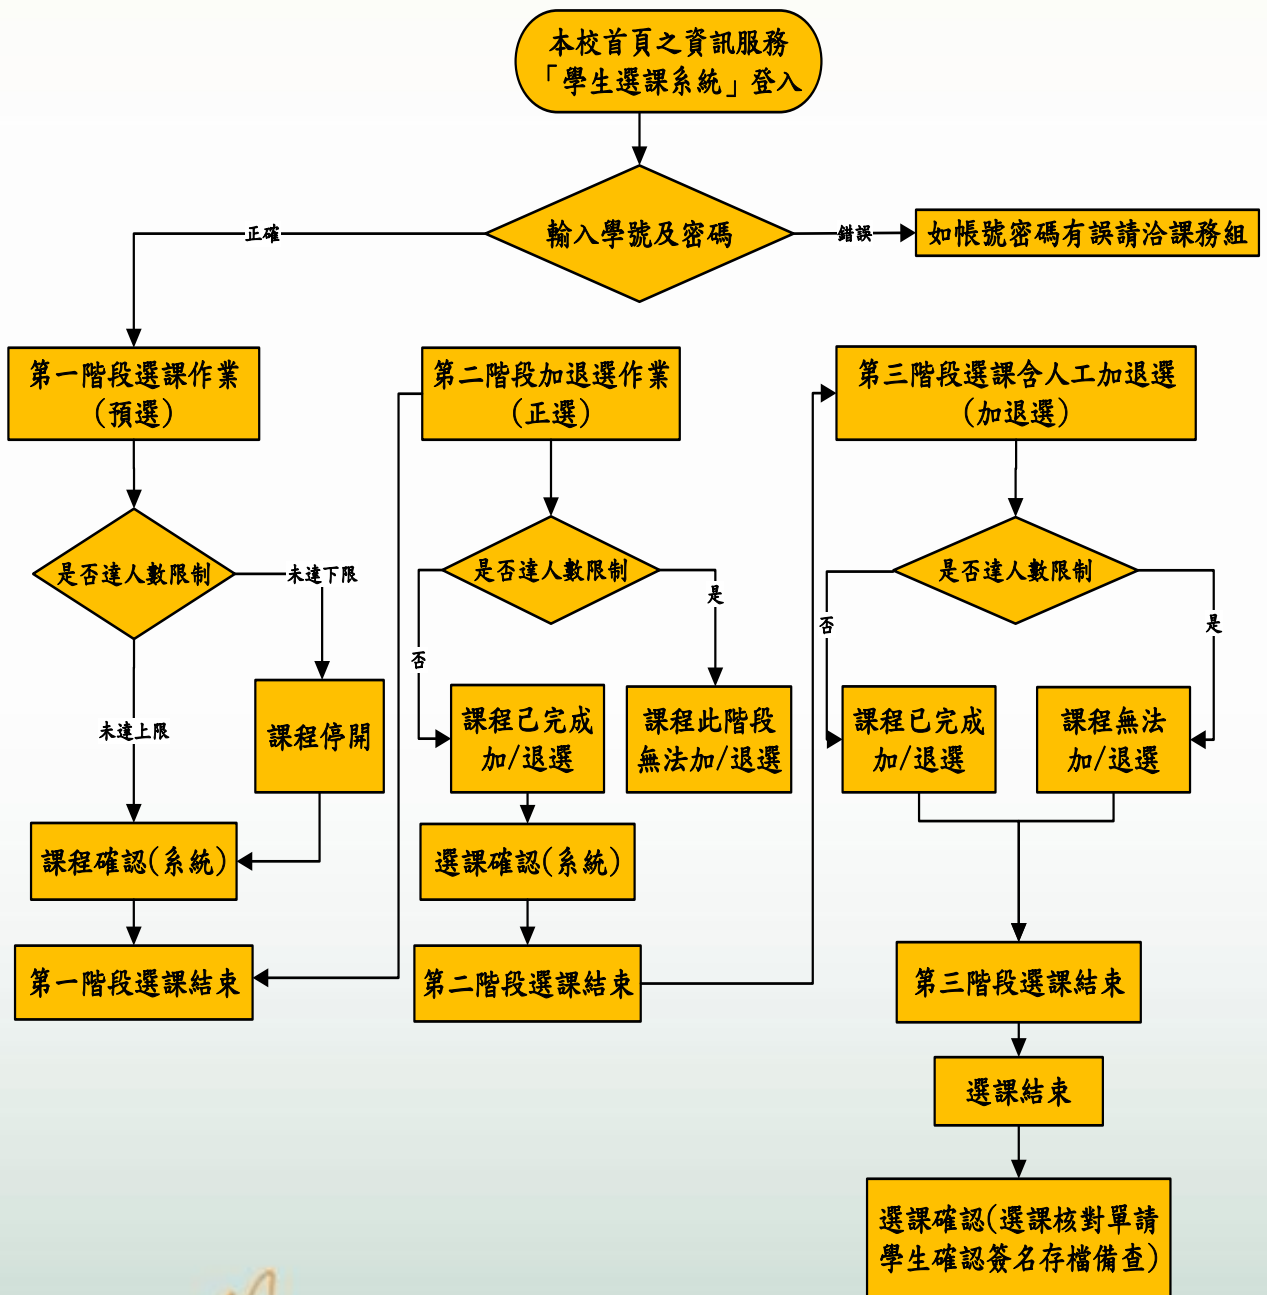 本校首頁之資訊服務
「學生選課系統」登入
輸入學號及密碼
正確
錯誤
如帳號密碼有誤請洽課務組
第一階段選課作業
(預選)
第二階段加退選作業
(正選)
第三階段選課含人工加退選
(加退選)
是否達人數限制
未達下限
是否達人數限制
是
否
是否達人數限制
否
是
未達上限
課程停開
課程已完成
加/退選
課程此階段
無法加/退選
課程已完成
加/退選
課程無法
加/退選
課程確認(系統)
選課確認(系統)
第一階段選課結束
第二階段選課結束
第三階段選課結束
選課結束
選課確認(選課核對單請
學生確認簽名存檔備查)